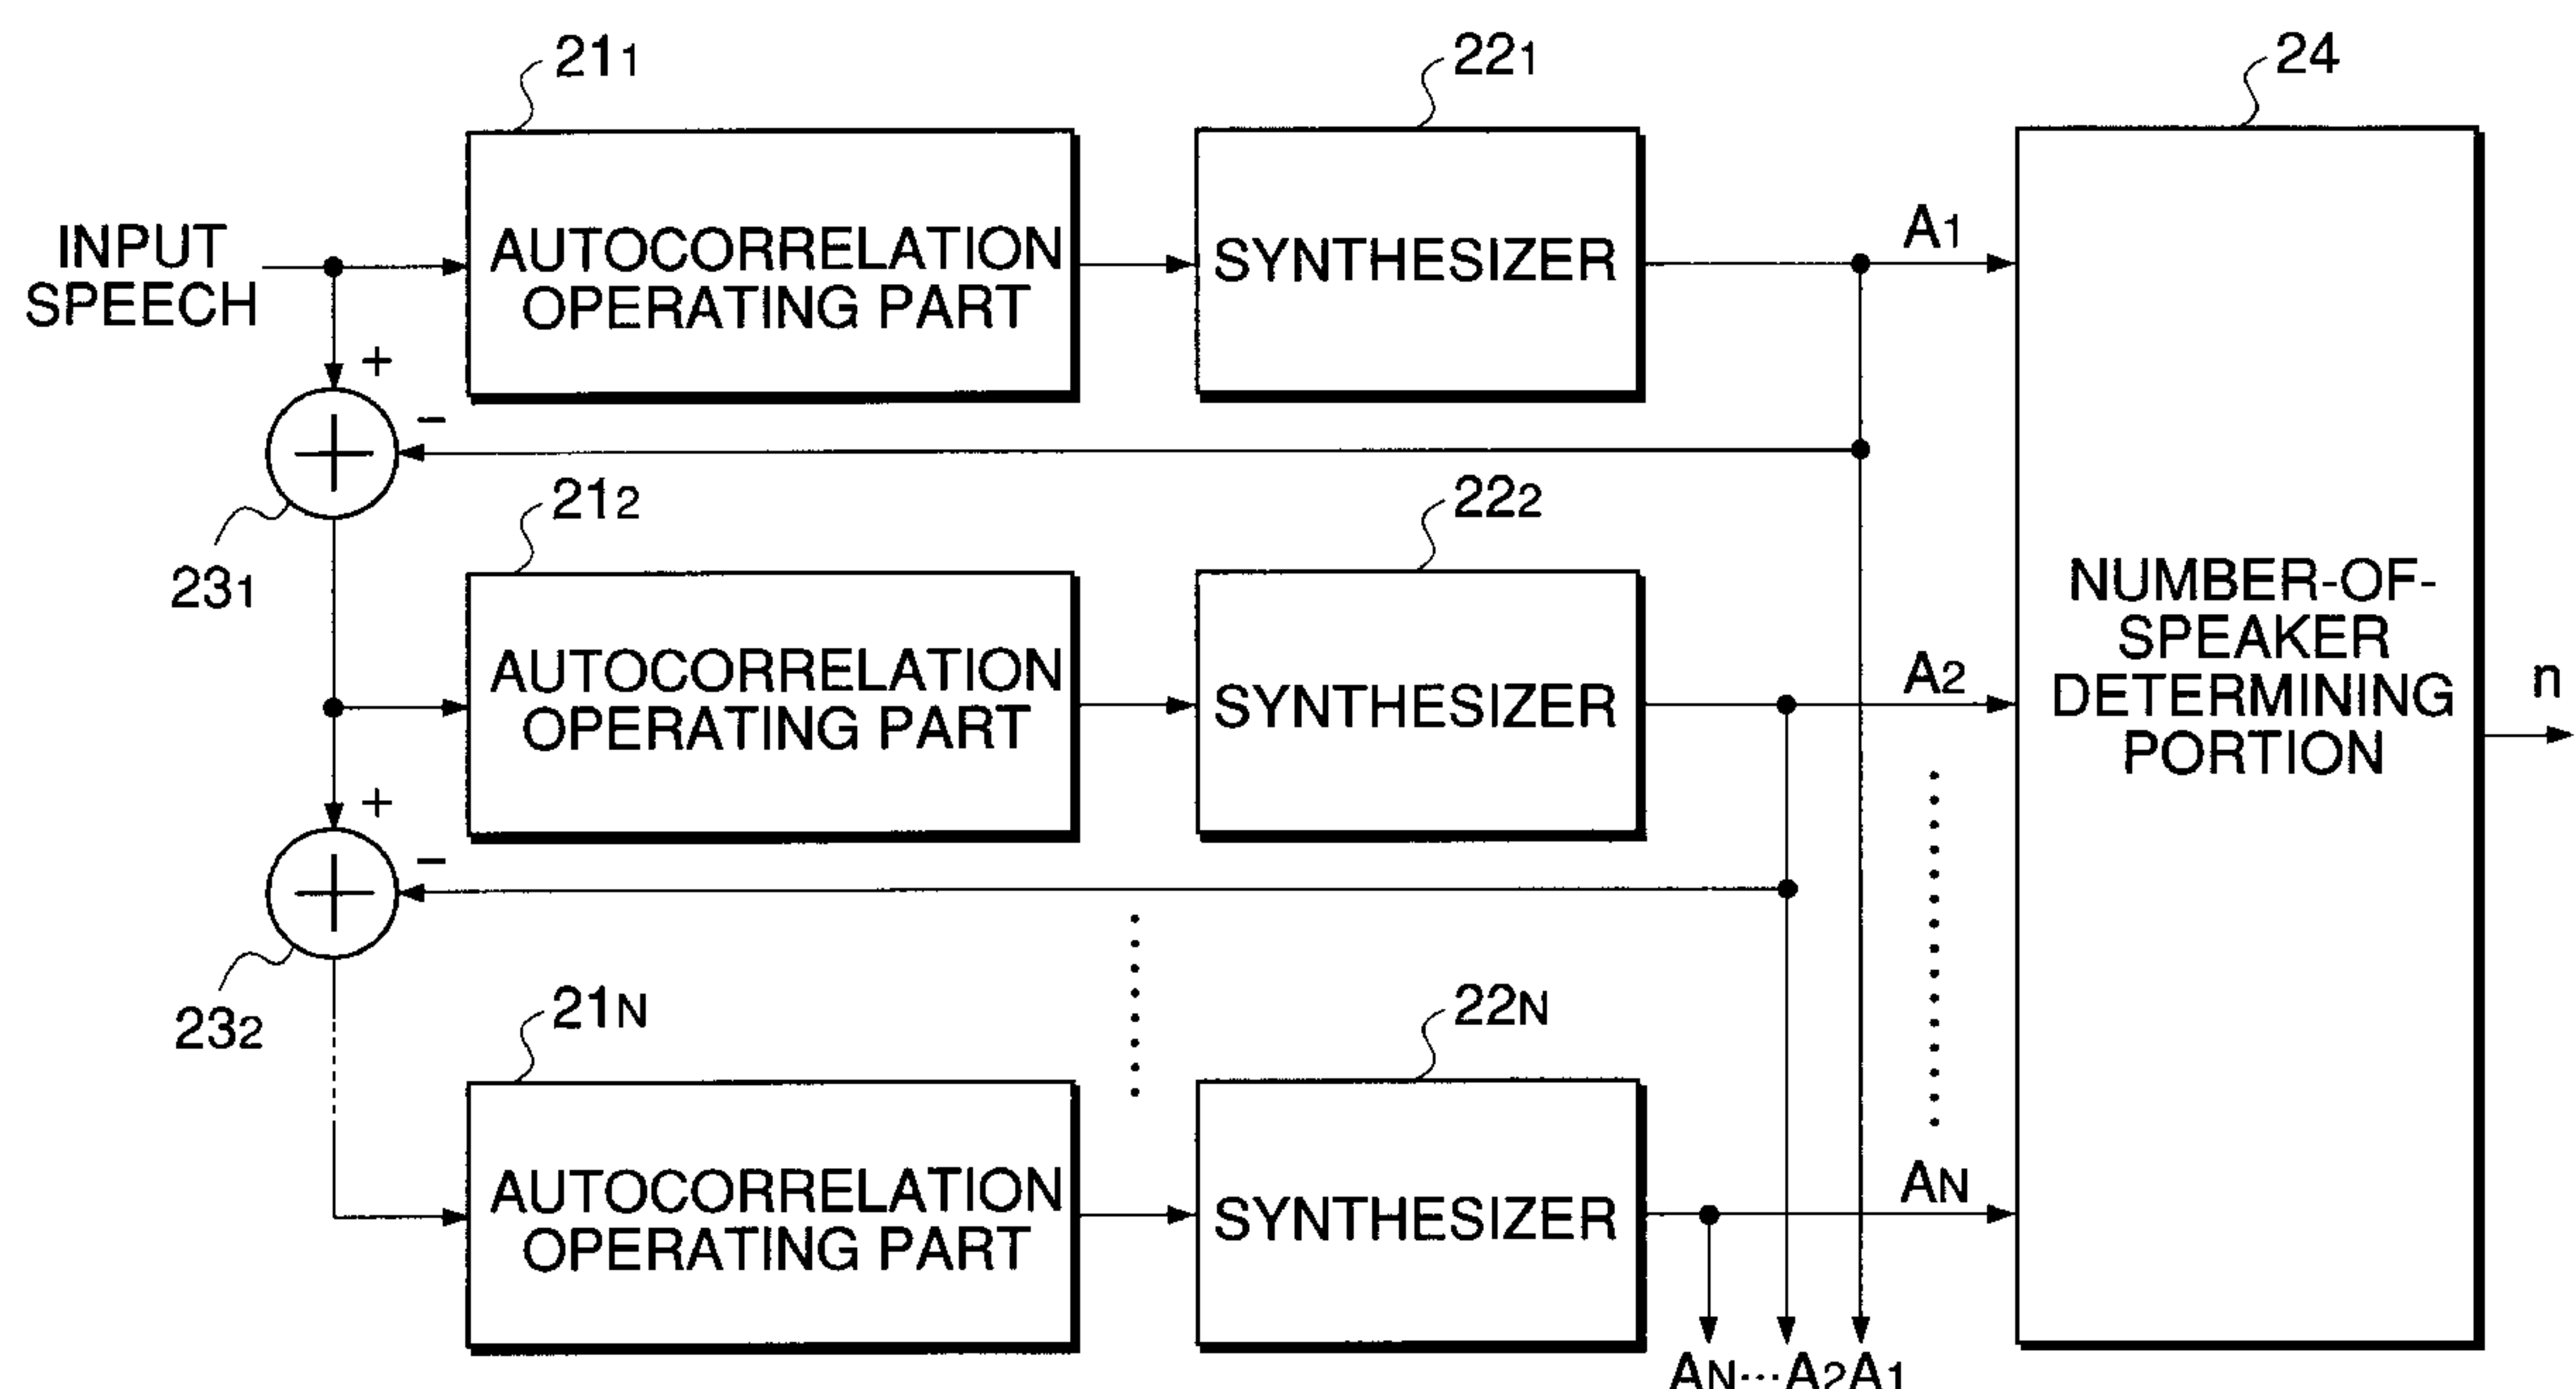 21₁
22₁
24
INPUT
SPEECH
AUTOCORRELATION
OPERATING PART
SYNTHESIZER
A₁
+
−
23₁
21₂
22₂
AUTOCORRELATION
OPERATING PART
SYNTHESIZER
A₂
NUMBER-OF-
SPEAKER
DETERMINING
PORTION
n
+
−
23₂
21N
22N
AUTOCORRELATION
OPERATING PART
SYNTHESIZER
AN
AN···A₂A₁